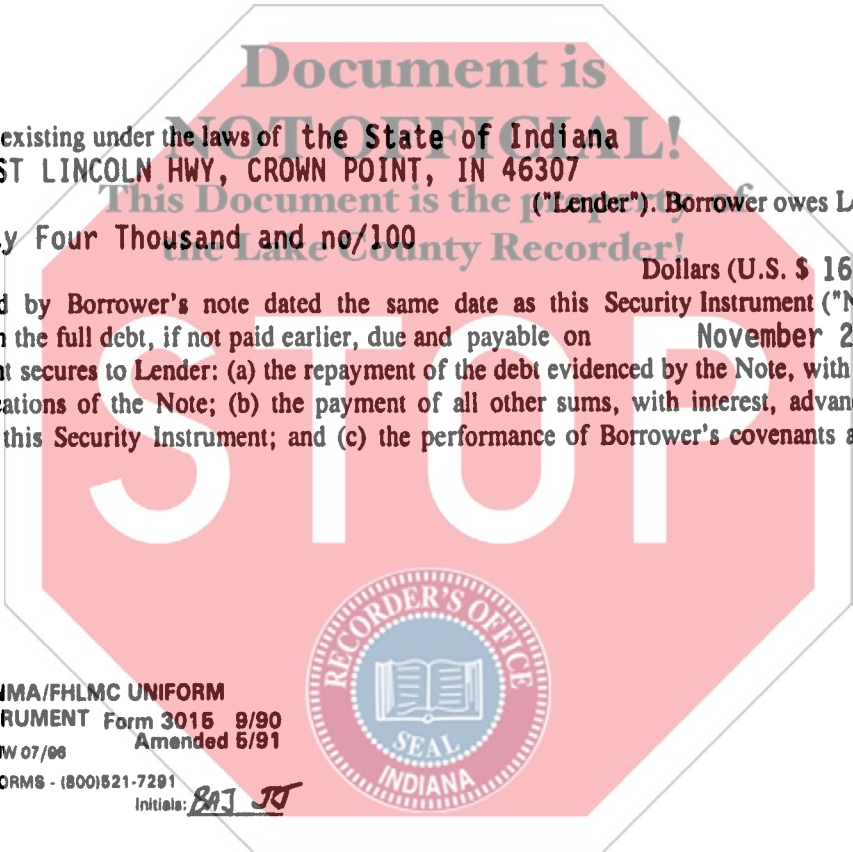 Document is
existing under the laws of the State of Indiana
NOT OFFICIAL!
ST LINCOLN HWY, CROWN POINT, IN 46307
This Document is the property of
("Lender"). Borrower owes L
y Four Thousand and no/100
the Lake County Recorder!
Dollars (U.S. $ 16
d by Borrower's note dated the same date as this Security Instrument ("N
the full debt, if not paid earlier, due and payable on November 2
t secures to Lender: (a) the repayment of the debt evidenced by the Note, with
ations of the Note; (b) the payment of all other sums, with interest, advan
this Security Instrument; and (c) the performance of Borrower's covenants a
STOP
RECORDER'S OFFICE
SEAL
INDIANA
NMA/FHLMC UNIFORM
RUMENT Form 3015 9/90
Amended 5/91
W 07/96
ORMS - (800)521-7291
Initials: BAJ JJ